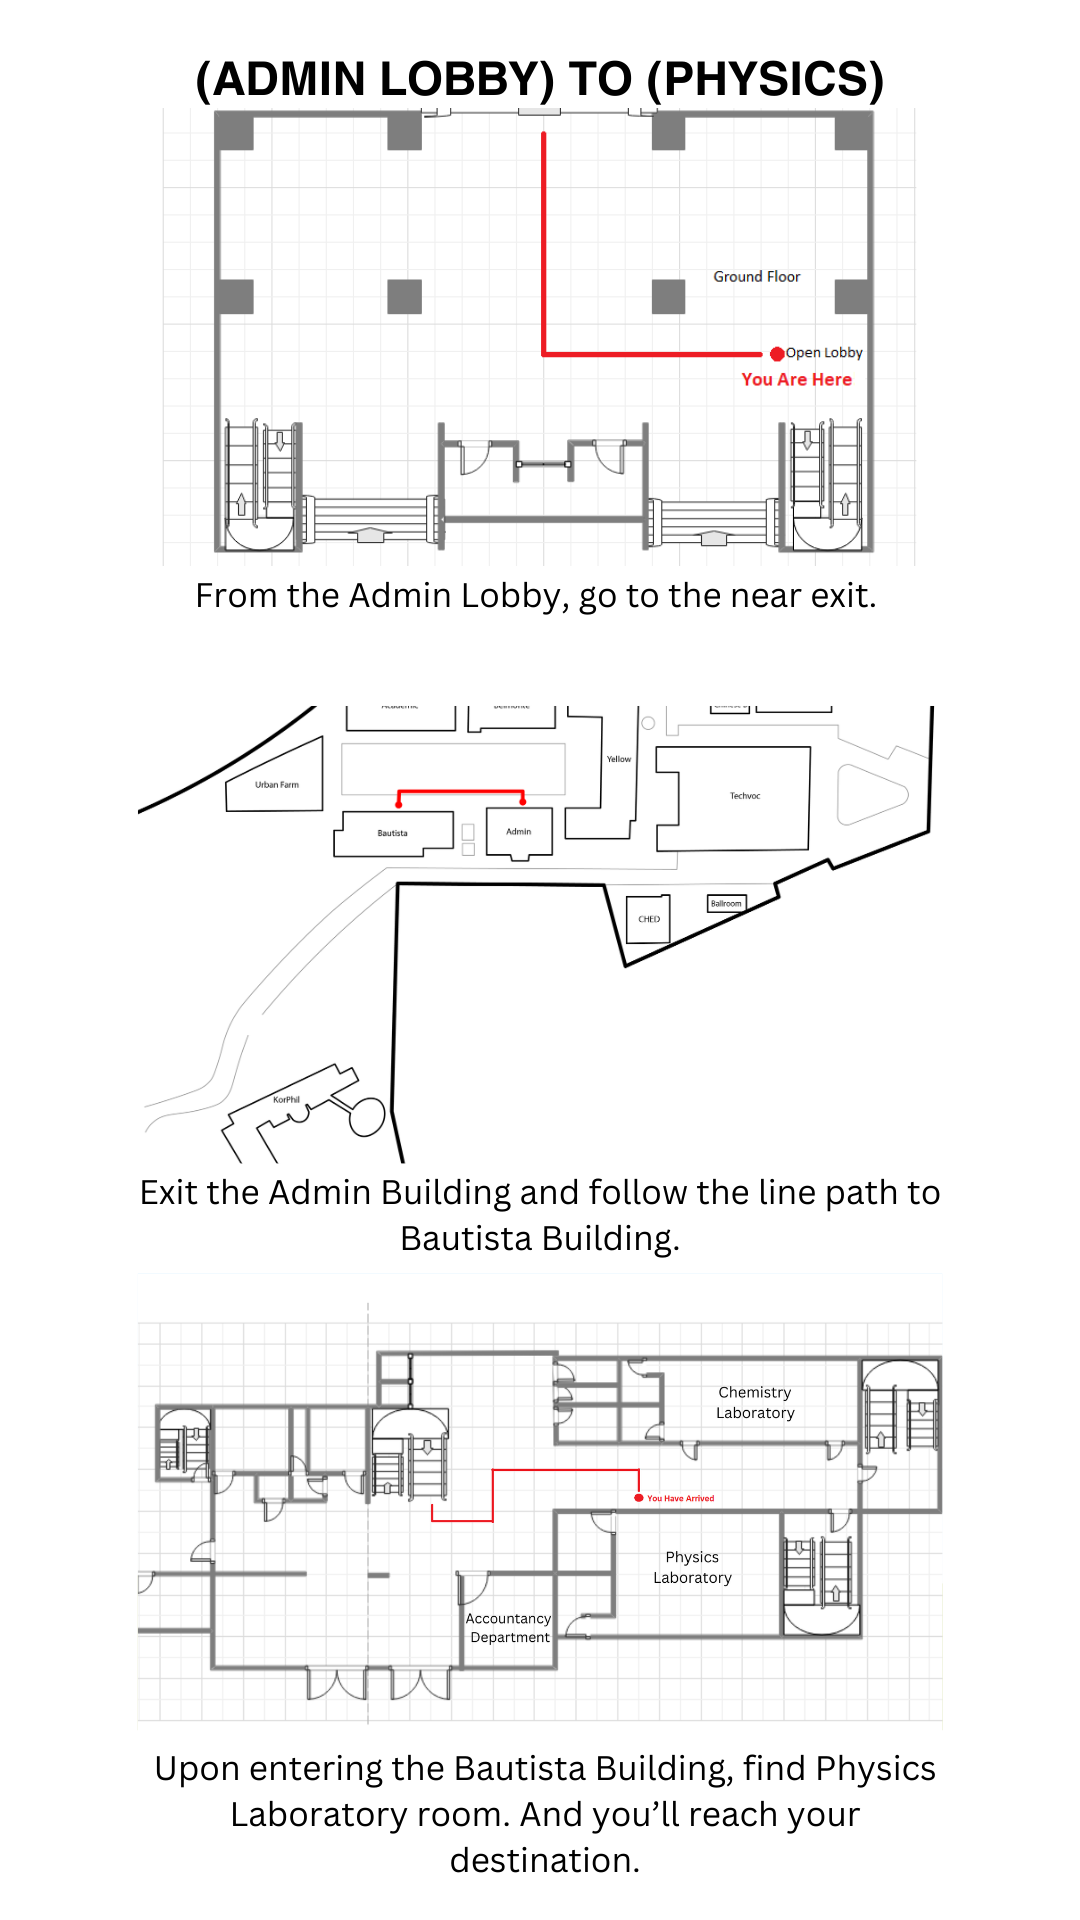 (ADMIN LOBBY) TO (PHYSICS)
Ground Floor
Open Lobby
You Are Here
From the Admin Lobby, go to the near exit.
Urban Farm
Yellow
Techvoc
Bautista
Admin
CHED
Ballroom
KorPhil
Exit the Admin Building and follow the line path to
Bautista Building.
Chemistry
Laboratory
You Have Arrived
Physics
Laboratory
Accountancy
Department
Upon entering the Bautista Building, find Physics
Laboratory room. And you’ll reach your
destination.